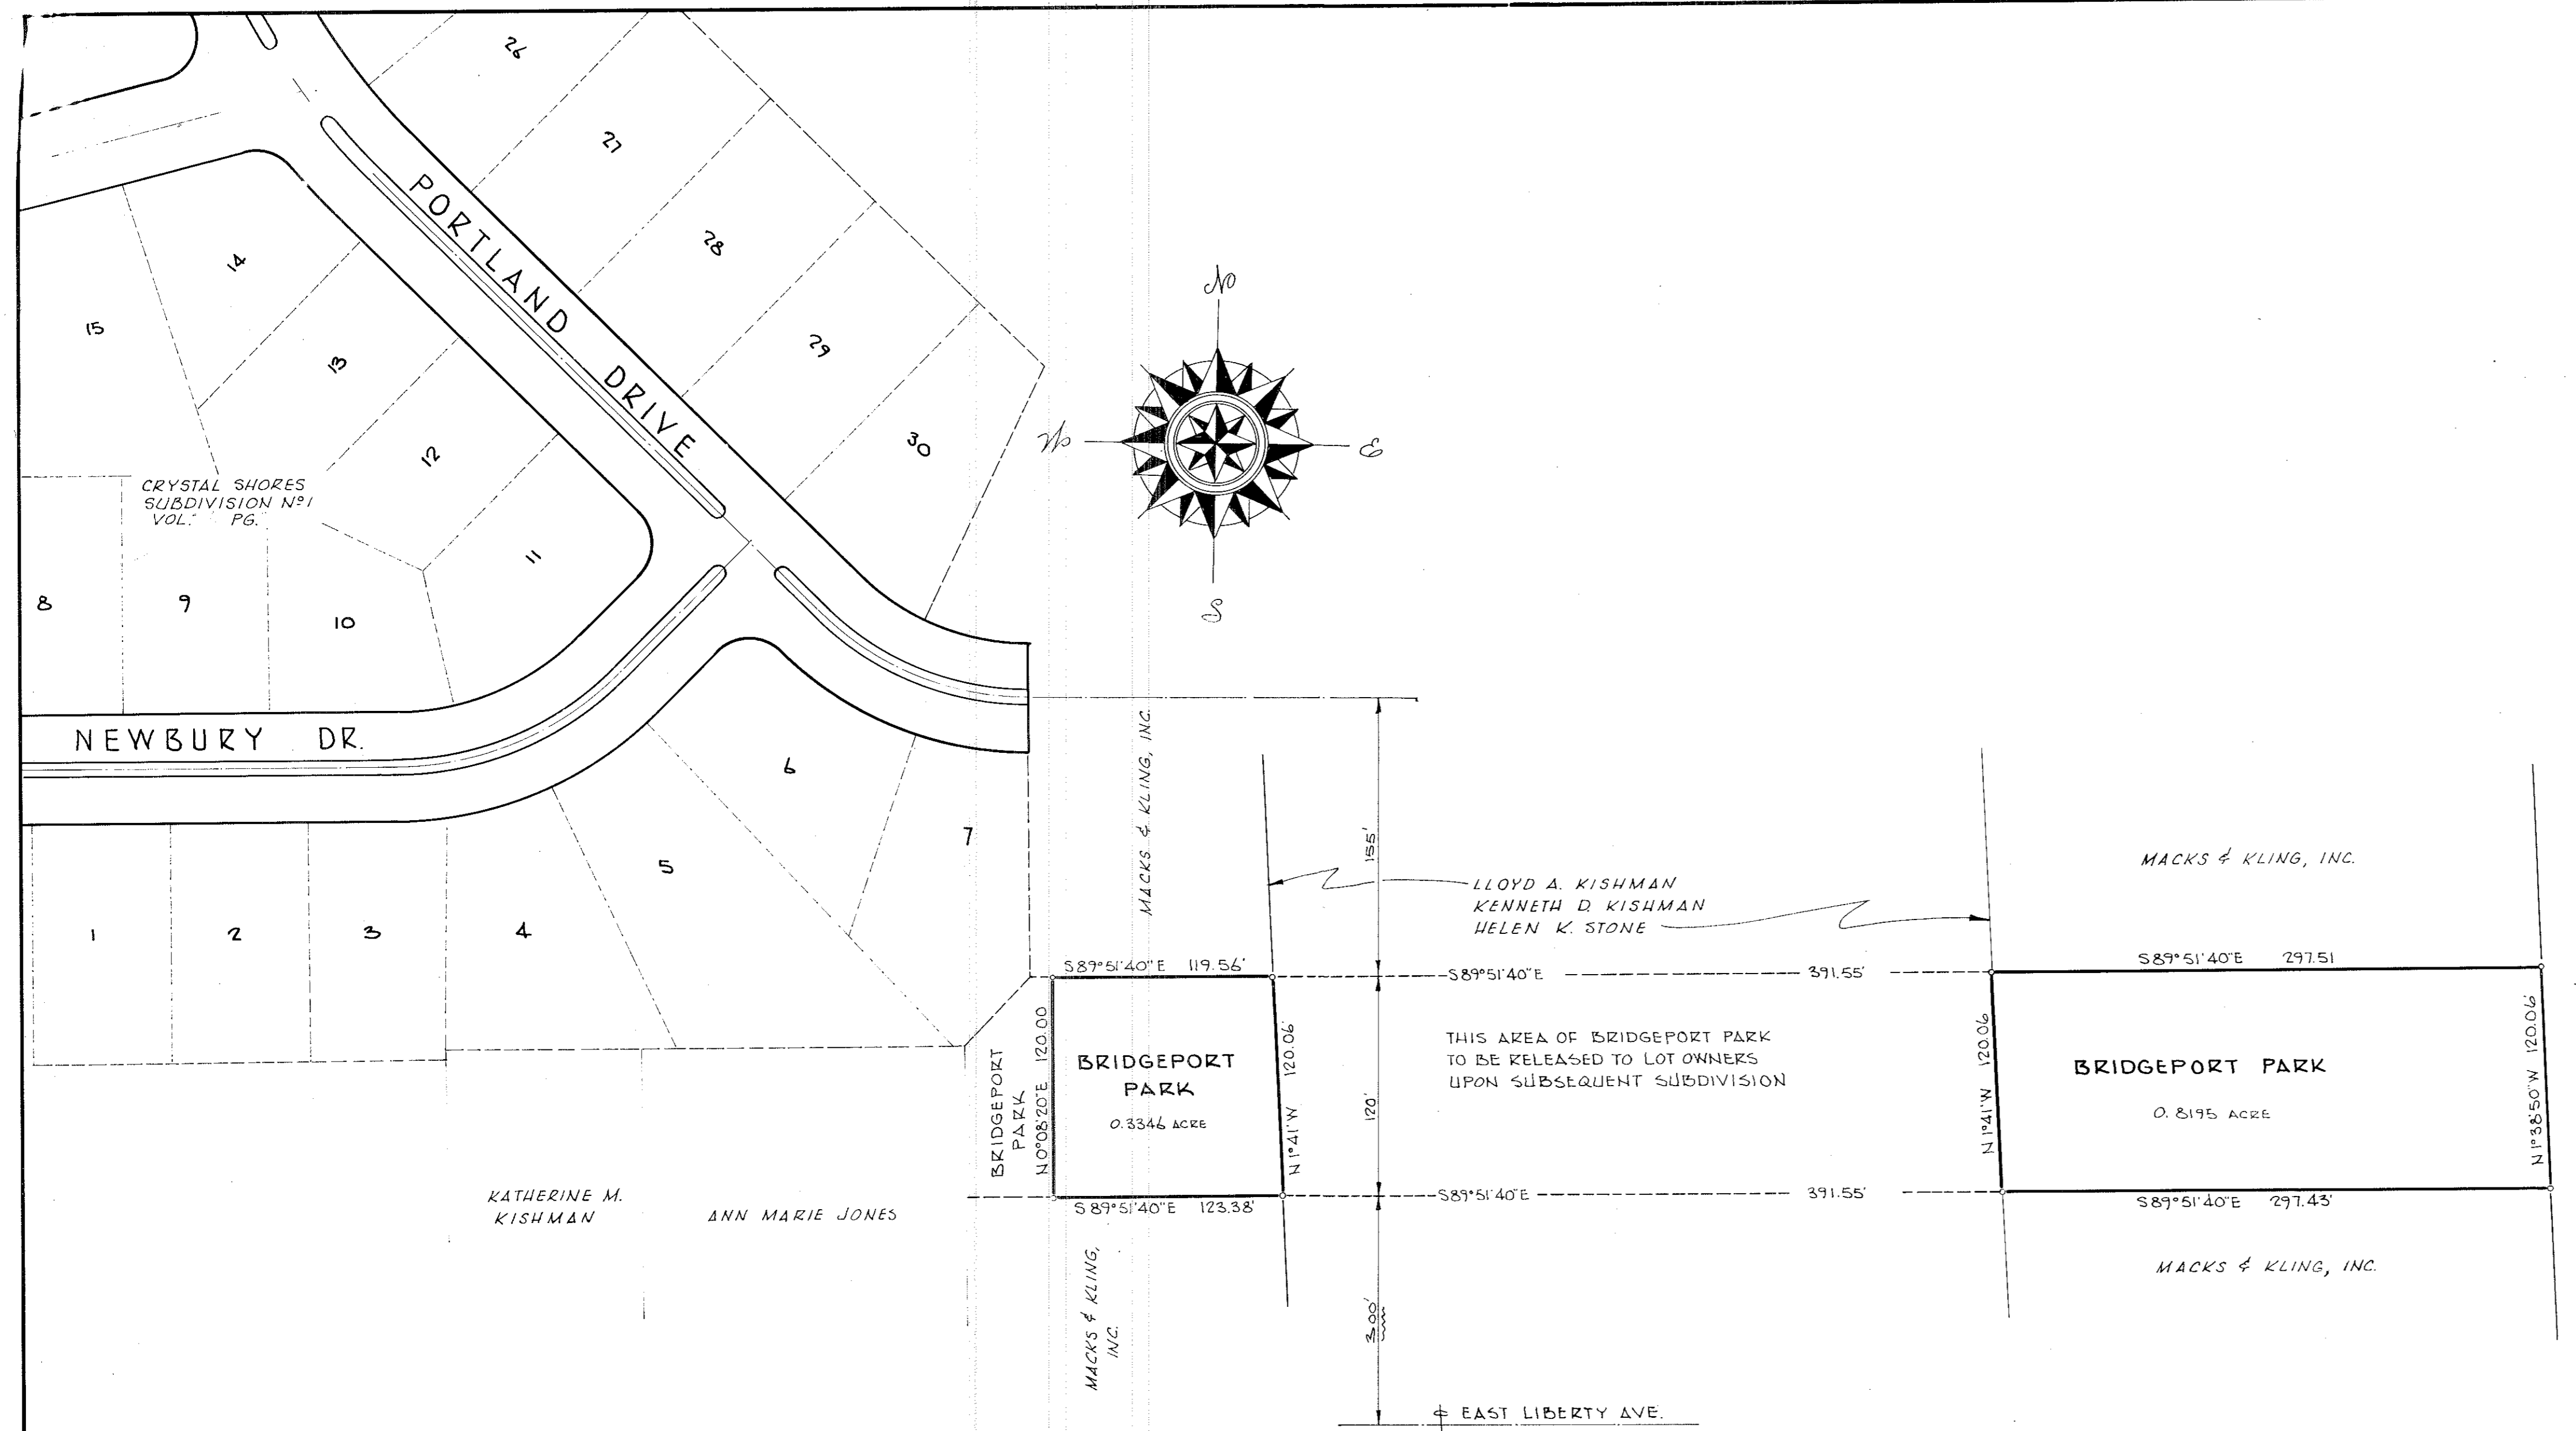 26
27
28
29
30
PORTLAND DRIVE
14
13
12
11
15
CRYSTAL SHORES
SUBDIVISION Nº1
VOL. PG.
8
9
10
NEWBURY DR.
1
2
3
4
5
6
7
N
W
E
S
MACKS & KLING, INC.
155'
LLOYD A. KISHMAN
KENNETH D. KISHMAN
HELEN K. STONE
MACKS & KLING, INC.
S89°51'40"E 119.56'
S89°51'40"E 391.55'
S89°51'40"E 297.51
BRIDGEPORT
PARK
N0°08'20"E 120.00
BRIDGEPORT
PARK
0.3346 ACRE
N1°41'W 120.06'
120'
THIS AREA OF BRIDGEPORT PARK
TO BE RELEASED TO LOT OWNERS
UPON SUBSEQUENT SUBDIVISION
N1°41'W 120.06
BRIDGEPORT PARK
0.8195 ACRE
N1°38'50"W 120.06'
S89°51'40"E 123.38'
S89°51'40"E 391.55'
S89°51'40"E 297.43'
KATHERINE M.
KISHMAN
ANN MARIE JONES
MACKS & KLING,
INC.
300'
MACKS & KLING, INC.
EAST LIBERTY AVE.